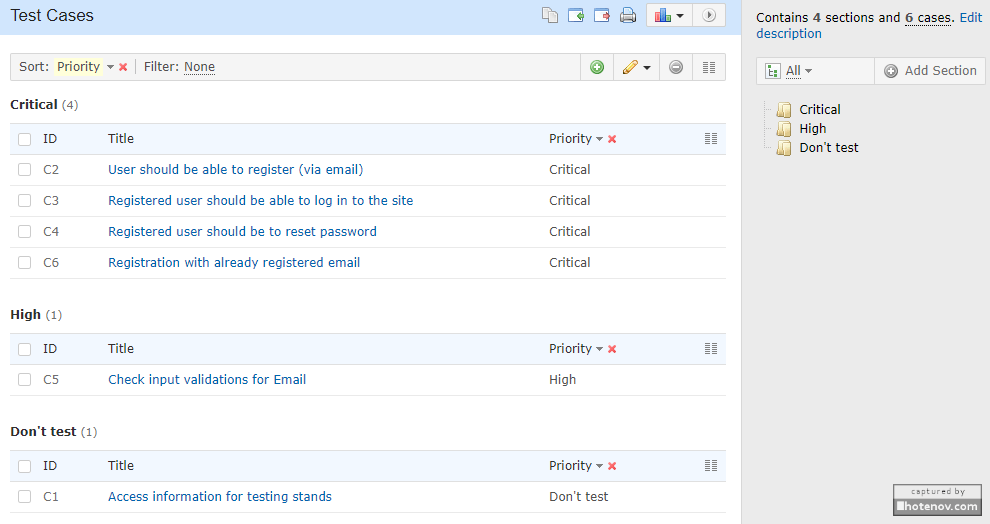 Test Cases
Sort: Priority Filter: None
Critical (4)
ID Title Priority
C2 User should be able to register (via email) Critical
C3 Registered user should be able to log in to the site Critical
C4 Registered user should be to reset password Critical
C6 Registration with already registered email Critical
High (1)
ID Title Priority
C5 Check input validations for Email High
Don't test (1)
ID Title Priority
C1 Access information for testing stands Don't test
Contains 4 sections and 6 cases. Edit
description
All Add Section
Critical
High
Don't test
captured by
hotenov.com